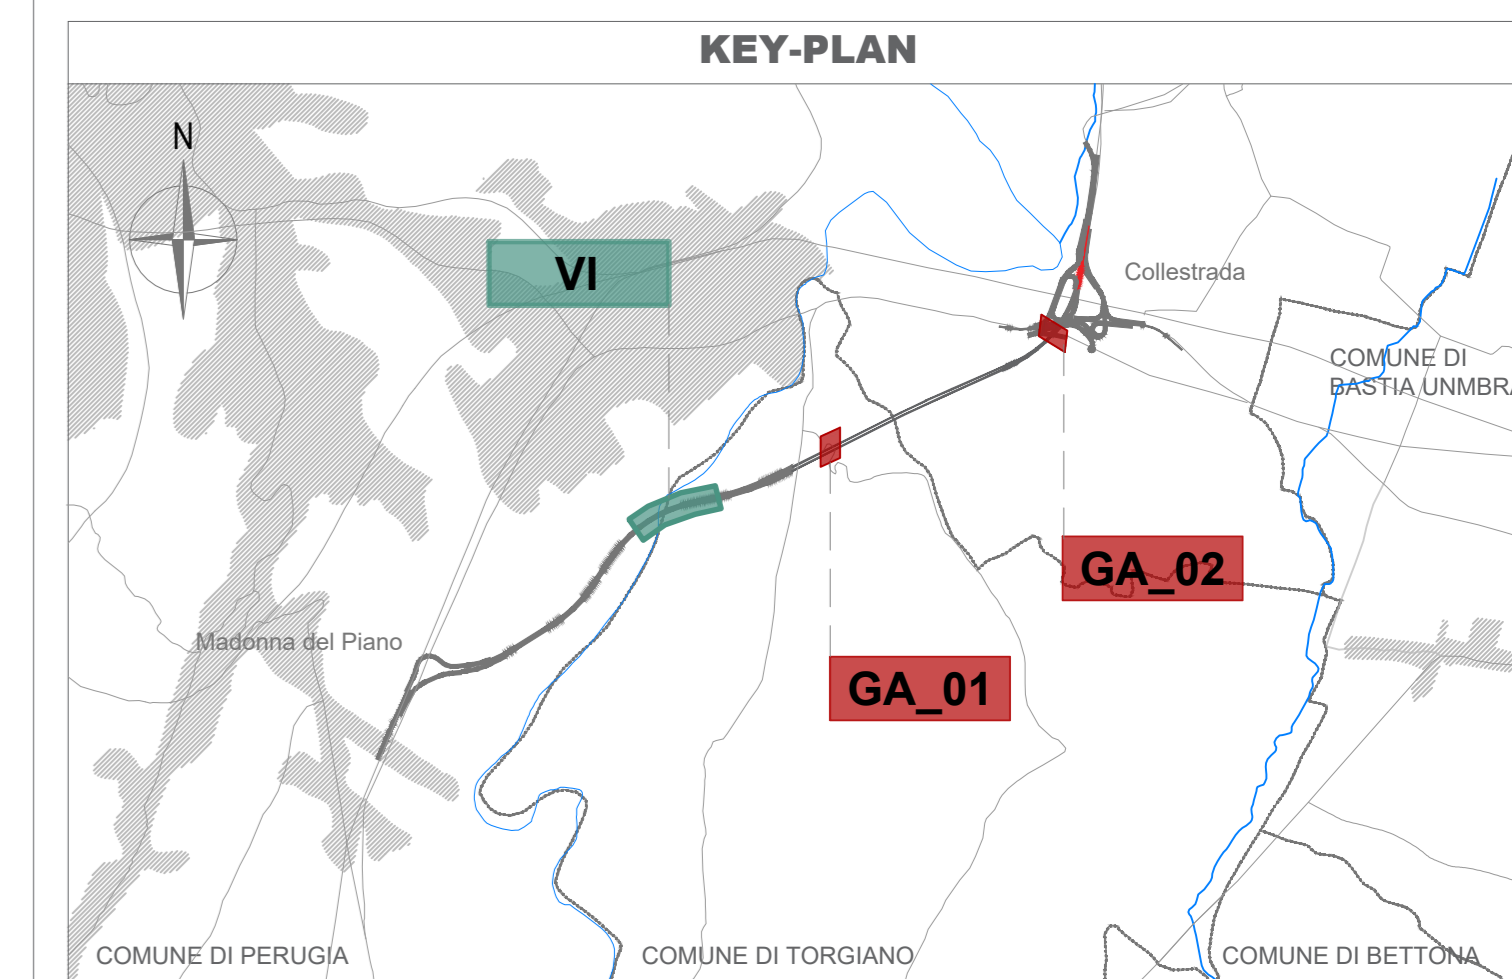 KEY-PLAN
N
VI
Collestrada
COMUNE DI
BASTIA UNMBRA
GA_02
Madonna del Piano
GA_01
COMUNE DI PERUGIA
COMUNE DI TORGIANO
COMUNE DI BETTONA